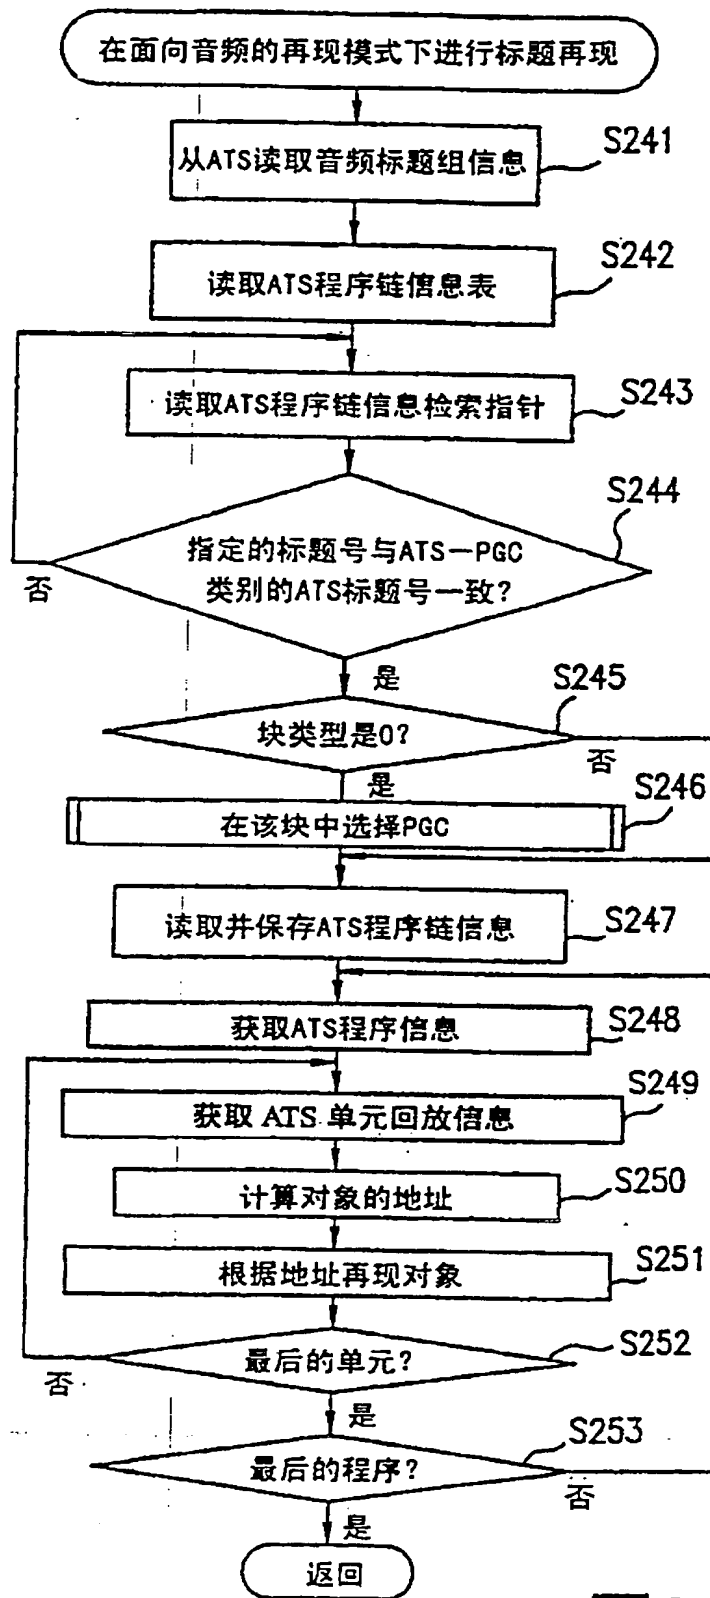 在面向音频的再现模式下进行标题再现
从ATS读取音频标题组信息
S241
读取ATS程序链信息表
S242
读取ATS程序链信息检索指针
S243
S244
指定的标题号与ATS—PGC
类别的ATS标题号一致?
否
是
S245
块类型是0?
否
是
S246
在该块中选择PGC
读取并保存ATS程序链信息
S247
获取ATS程序信息
S248
S249
获取 ATS 单元回放信息
计算对象的地址
S250
根据地址再现对象
S251
最后的单元?
S252
否
是
S253
最后的程序?
否
是
返回